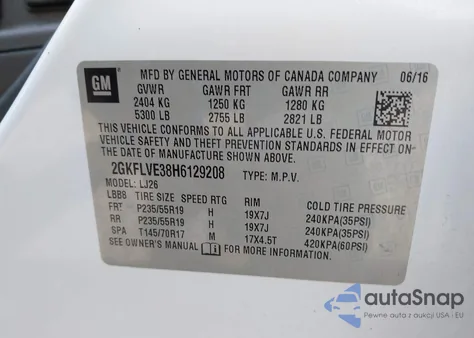 GM
MFD BY GENERAL MOTORS OF CANADA COMPANY 06/16
GVWR GAWR FRT GAWR RR
2404 KG 1250 KG 1280 KG
5300 LB 2755 LB 2821 LB
THIS VEHICLE CONFORMS TO ALL APPLICABLE U.S. FEDERAL MOTOR
VEHICLE SAFETY AND THEFT PREVENTION STANDARDS IN EFFECT ON
THE DATE OF MANUFACTURE SHOWN ABOVE.
2GKFLVE38H6129208 TYPE: M.P.V.
MODEL: LJ26
LBB8 TIRE SIZE SPEED RTG RIM COLD TIRE PRESSURE
FRT P235/55R19 H 19X7J 240KPA(35PSI)
RR P235/55R19 H 19X7J 240KPA(35PSI)
SPA T145/70R17 M 17X4.5T 420KPA(60PSI)
SEE OWNER'S MANUAL FOR MORE INFORMATION
autoSnap
Pewne auta z aukcji USA i EU